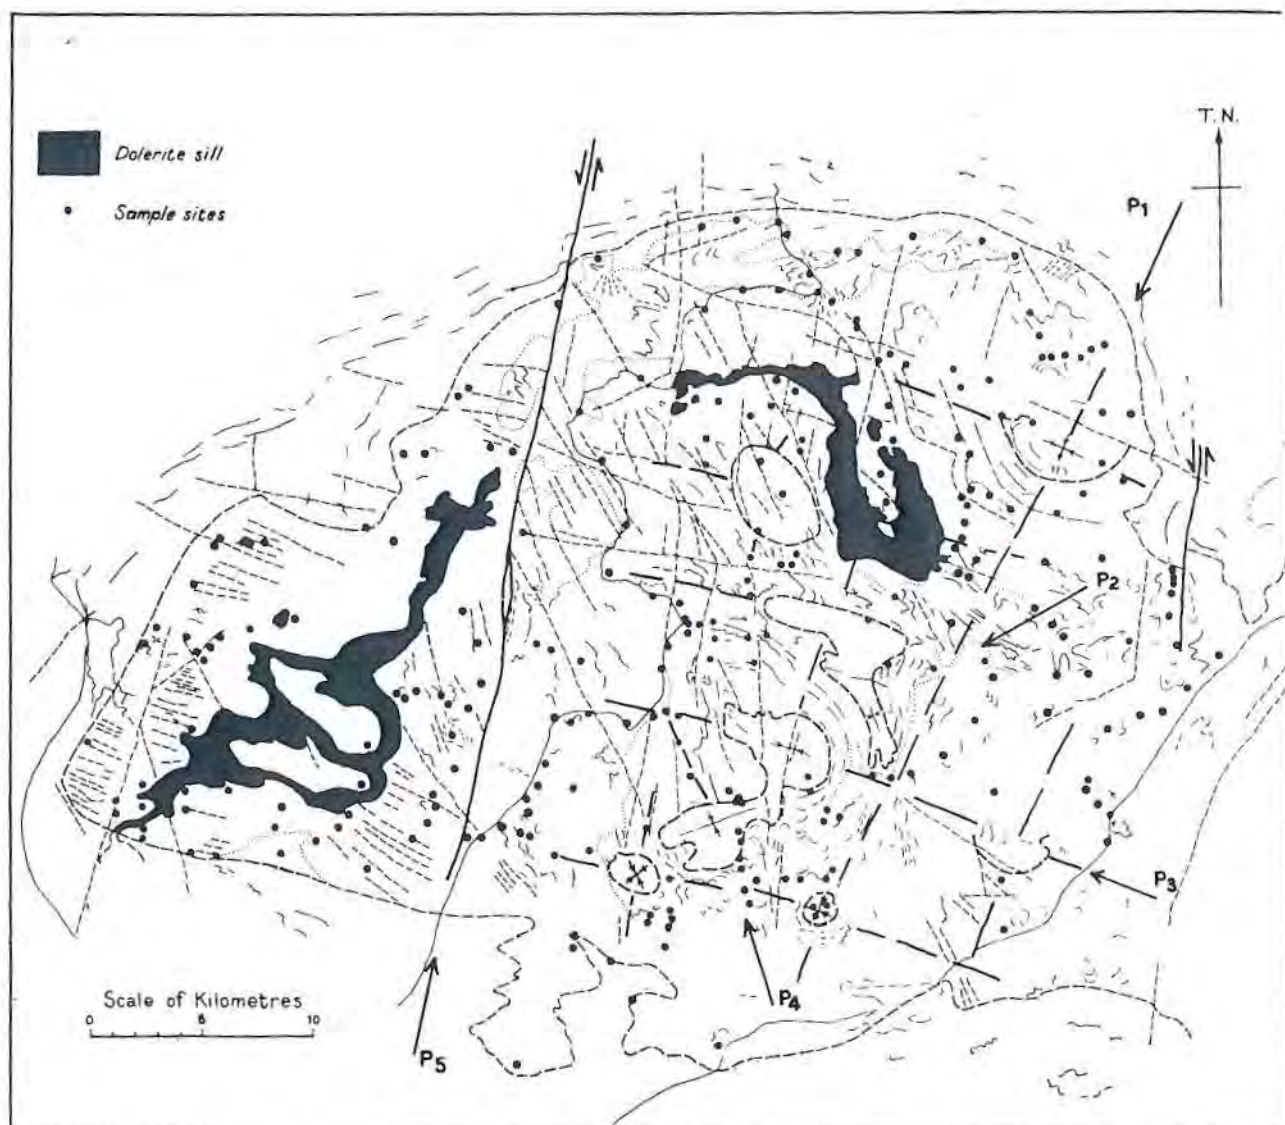 T.N.
Dolerite sill
Sample sites
P1
P2
P3
P4
P5
Scale of Kilometres
0 5 10